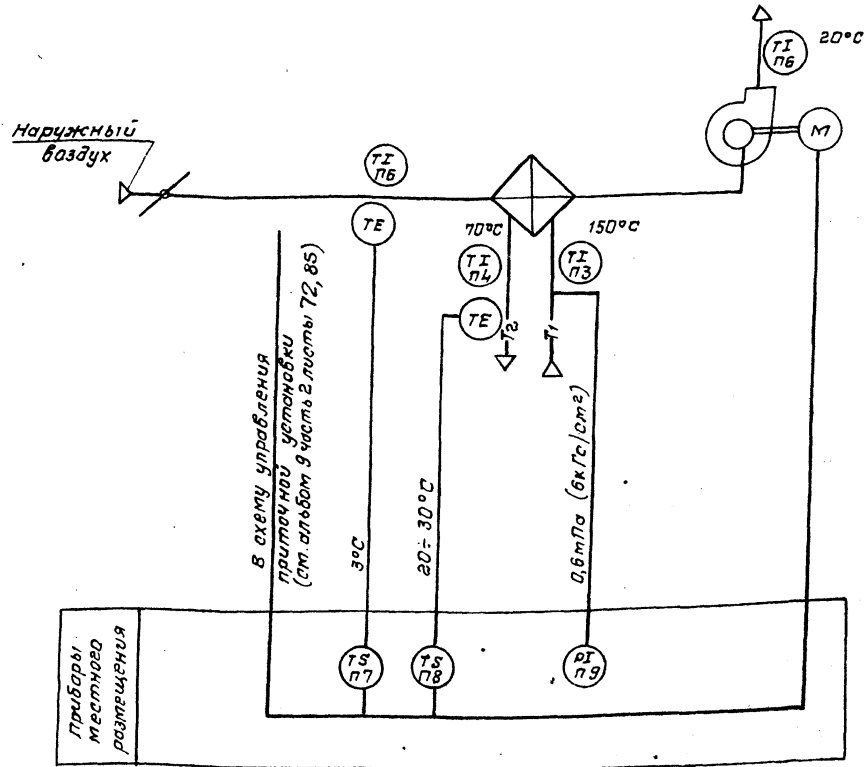 TI
П6
20°С
Наружный
воздух
М
TI
П6
TE
70°С
150°С
TI
П4
TI
П3
TE
Т2
Т1
В схему управления
приточной установки
(см. альбом 9 часть 2 листы 72, 85)
3°С
20÷30°С
0,6мПа (6кГс/см²)
Приборы
местного
размещения
TS
П7
TS
П8
PI
П9